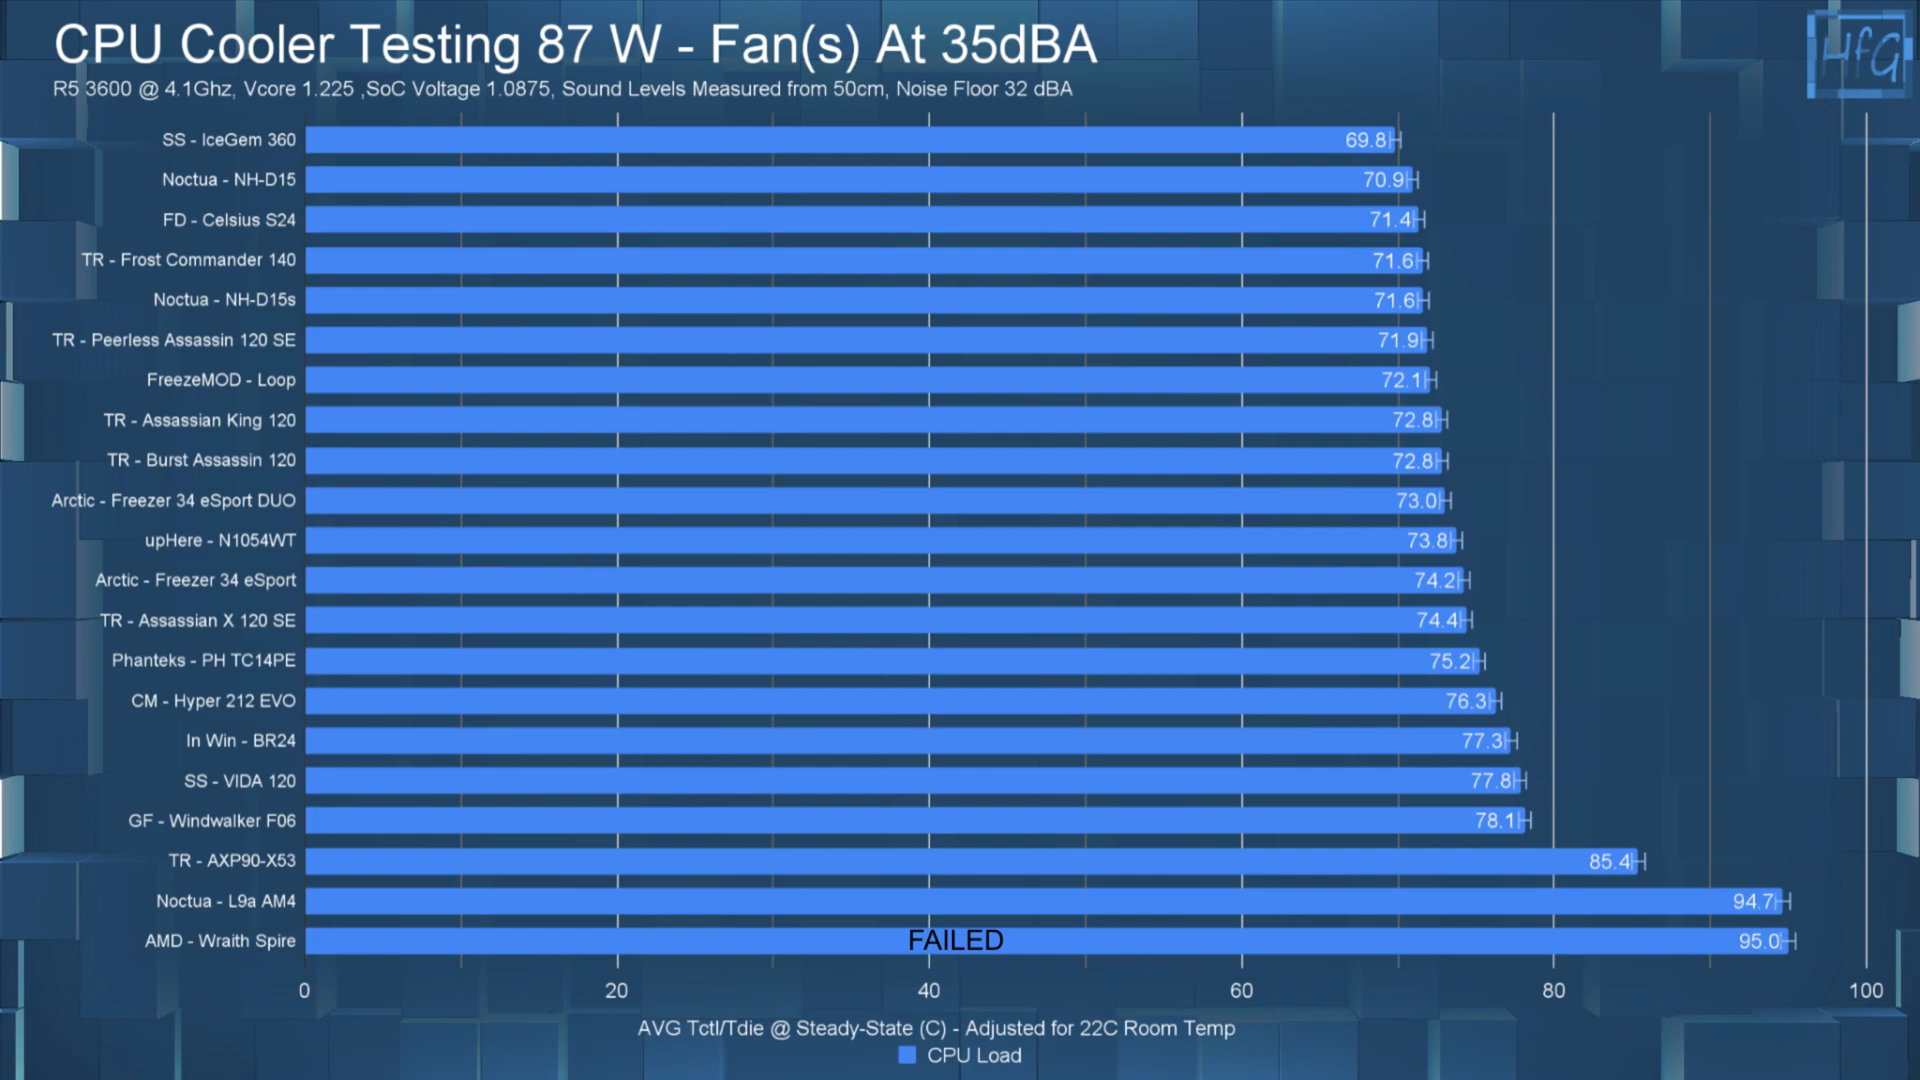 CPU Cooler Testing 87 W - Fan(s) At 35dBA
HfG
R5 3600 @ 4.1Ghz, Vcore 1.225 ,SoC Voltage 1.0875, Sound Levels Measured from 50cm, Noise Floor 32 dBA
SS - IceGem 360 69.8
Noctua - NH-D15 70.9
FD - Celsius S24 71.4
TR - Frost Commander 140 71.6
Noctua - NH-D15s 71.6
TR - Peerless Assassin 120 SE 71.9
FreezeMOD - Loop 72.1
TR - Assassian King 120 72.8
TR - Burst Assassin 120 72.8
Arctic - Freezer 34 eSport DUO 73.0
upHere - N1054WT 73.8
Arctic - Freezer 34 eSport 74.2
TR - Assassian X 120 SE 74.4
Phanteks - PH TC14PE 75.2
CM - Hyper 212 EVO 76.3
In Win - BR24 77.3
SS - VIDA 120 77.8
GF - Windwalker F06 78.1
TR - AXP90-X53 85.4
Noctua - L9a AM4 94.7
AMD - Wraith Spire FAILED 95.0
0 20 40 60 80 100
AVG Tctl/Tdie @ Steady-State (C) - Adjusted for 22C Room Temp
CPU Load